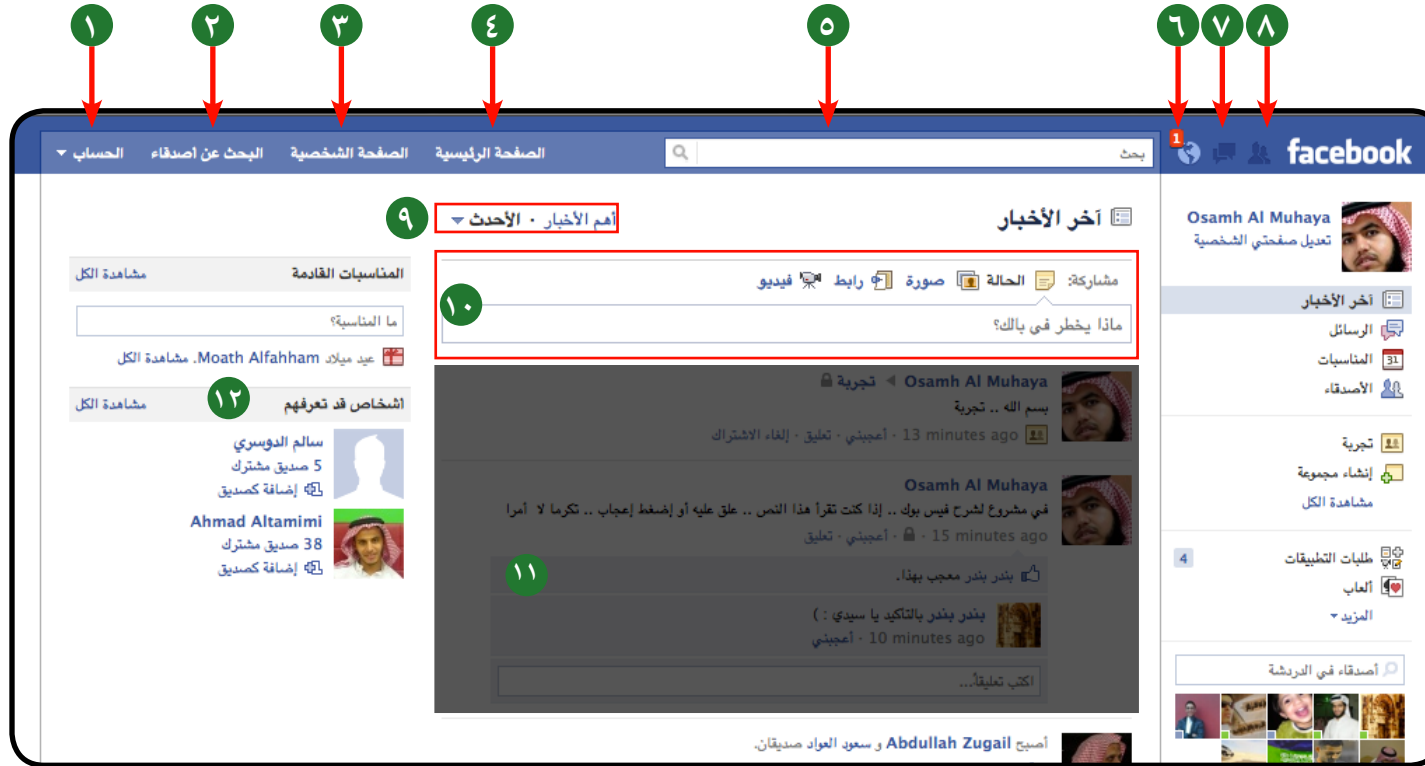 ١ ٢ ٣ ٤ ٥ ٦ ٧ ٨
facebook
1
بحث
الصفحة الرئيسية
الصفحة الشخصية
البحث عن أصدقاء
الحساب
Osamh Al Muhaya
تعديل صفحتي الشخصية
آخر الأخبار
الرسائل
31 المناسبات
الأصدقاء
تجربة
إنشاء مجموعة
مشاهدة الكل
طلبات التطبيقات 4
ألعاب
المزيد
أصدقاء في الدردشة
آخر الأخبار
أهم الأخبار · الأحدث
٩
مشاركة: الحالة صورة رابط فيديو
ماذا يخطر في بالك؟
١٠
Osamh Al Muhaya ◄ تجربة
بسم الله .. تجربة
13 minutes ago · أعجبني · تعليق · إلغاء الاشتراك
Osamh Al Muhaya
في مشروع لشرح فيس بوك .. إذا كنت تقرأ هذا النص .. علق عليه أو إضغط إعجاب .. تكرما لا أمرا
15 minutes ago · أعجبني · تعليق
١١
بندر بندر معجب بهذا.
بندر بندر بالتأكيد يا سيدي : )
10 minutes ago · أعجبني
اكتب تعليقاً...
أصبح Abdullah Zugail و سعود العواد صديقان.
المناسبات القادمة
مشاهدة الكل
ما المناسبة؟
عيد ميلاد Moath Alfahham. مشاهدة الكل
أشخاص قد تعرفهم
١٢
مشاهدة الكل
سالم الدوسري
5 صديق مشترك
إضافة كصديق
Ahmad Altamimi
38 صديق مشترك
إضافة كصديق